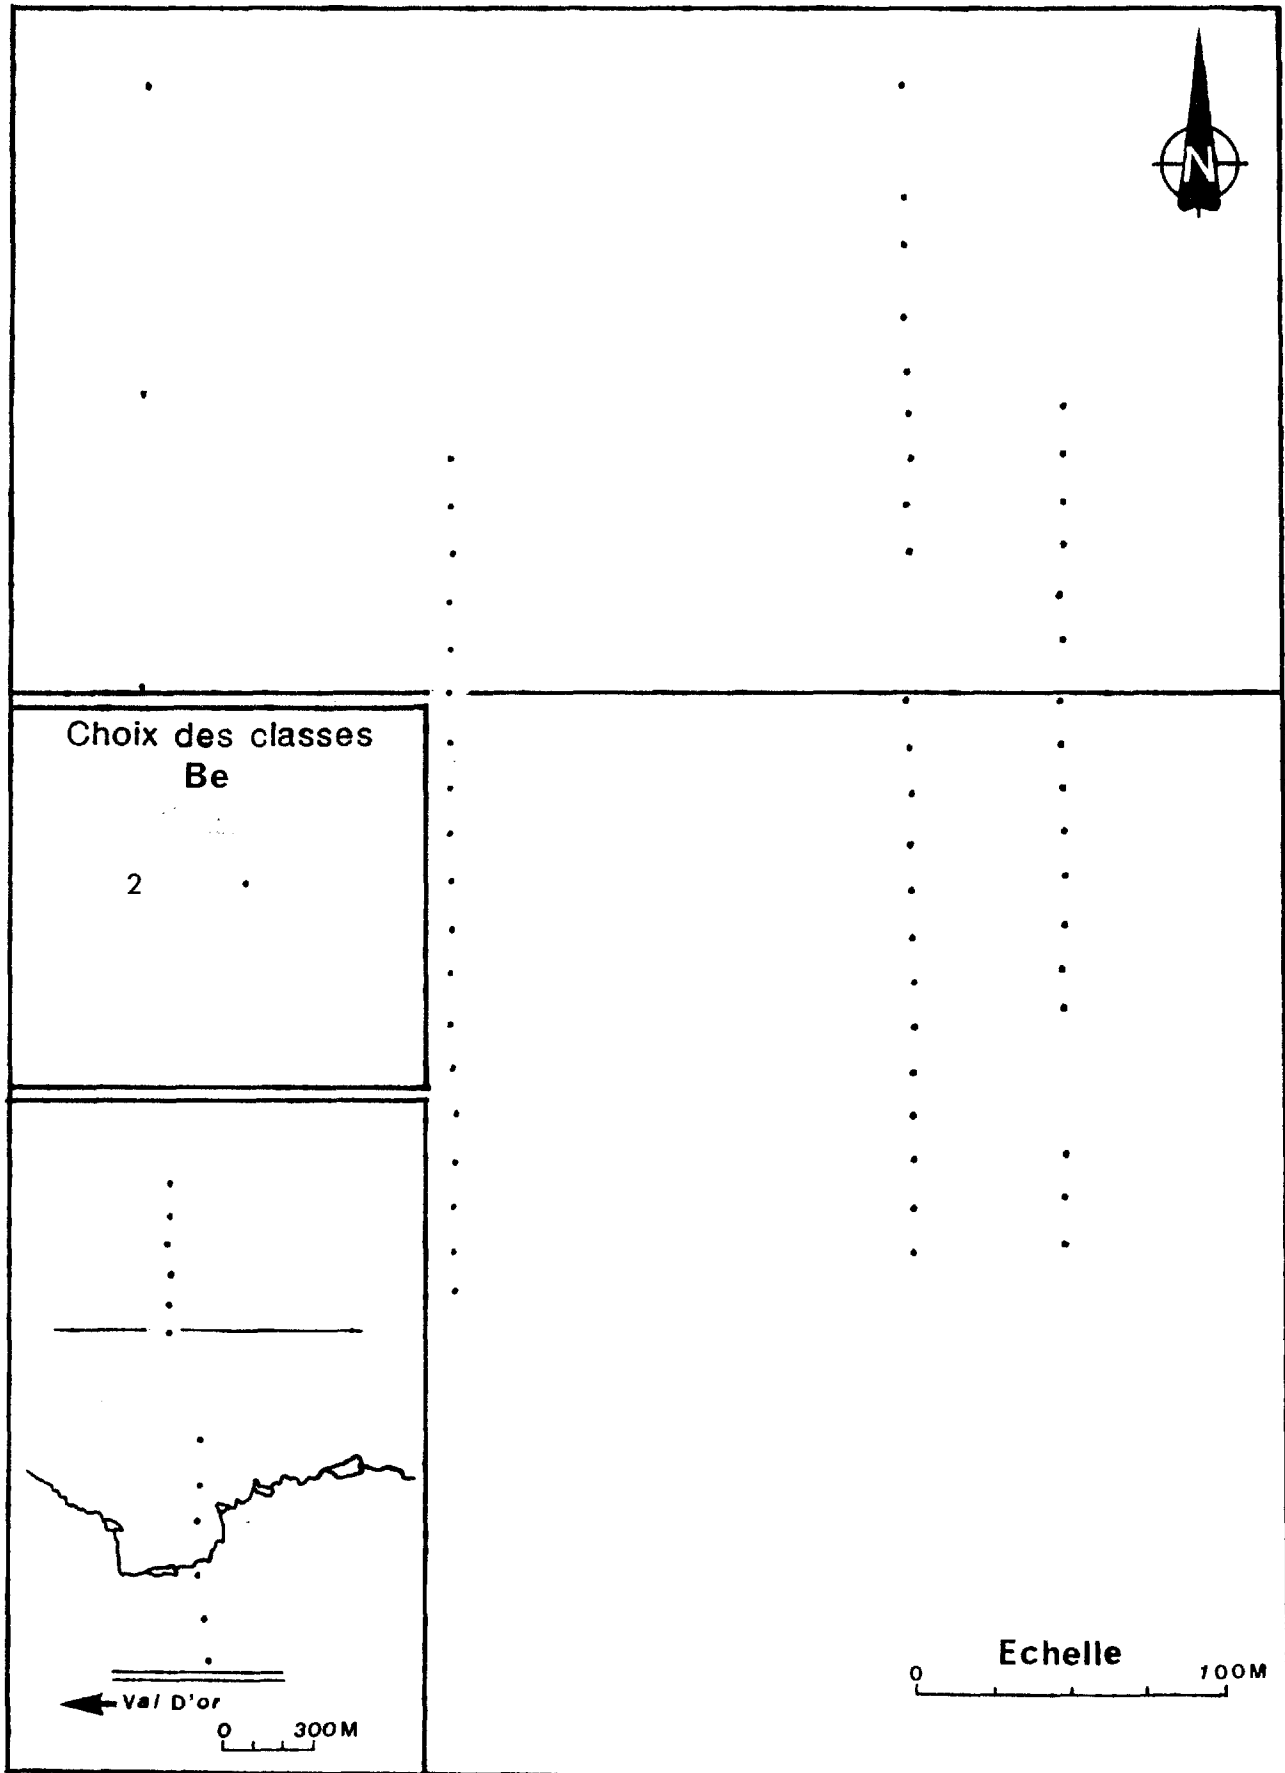 N
Choix des classes
Be
2
Val D'or
0 300M
Echelle
0 100M